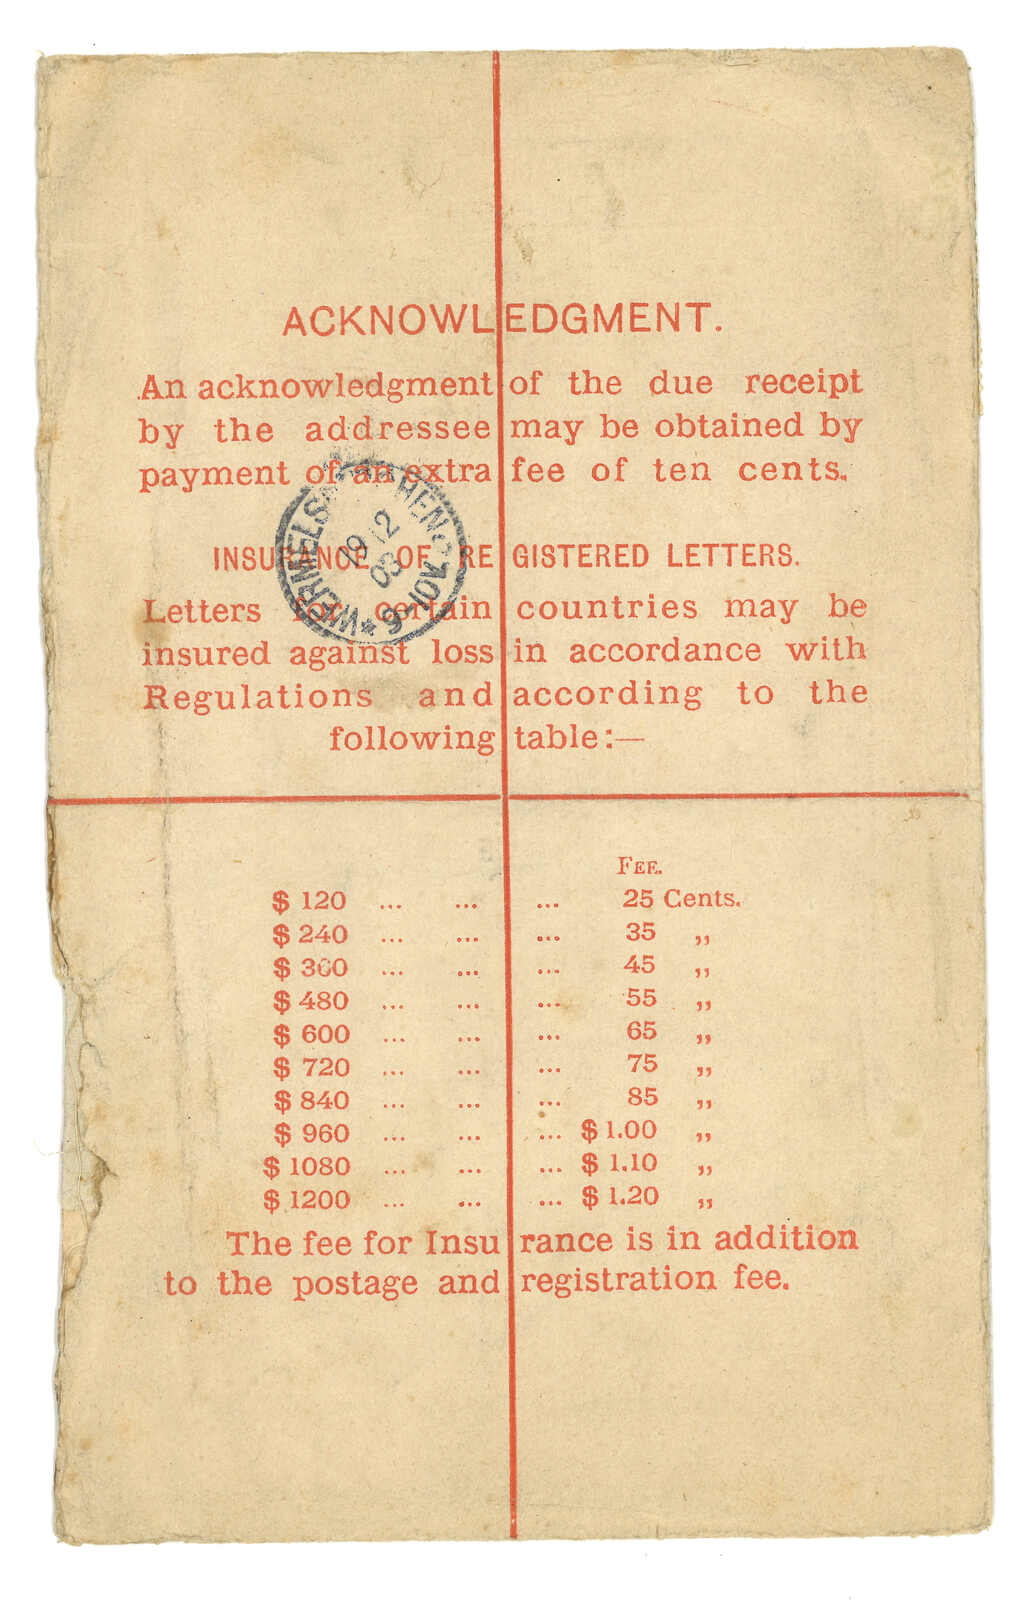 ACKNOWLEDGMENT.
An acknowledgment of the due receipt
by the addressee may be obtained by
payment of an extra fee of ten cents.
INSURANCE OF REGISTERED LETTERS.
Letters for certain countries may be
insured against loss in accordance with
Regulations and according to the
following table:—
FEE.
$ 120 ... ... ... 25 Cents.
$ 240 ... ... ... 35 „
$ 360 ... ... ... 45 „
$ 480 ... ... ... 55 „
$ 600 ... ... ... 65 „
$ 720 ... ... ... 75 „
$ 840 ... ... ... 85 „
$ 960 ... ... ... $ 1.00 „
$ 1080 ... ... ... $ 1.10 „
$ 1200 ... ... ... $ 1.20 „
The fee for Insurance is in addition
to the postage and registration fee.
19 12
03